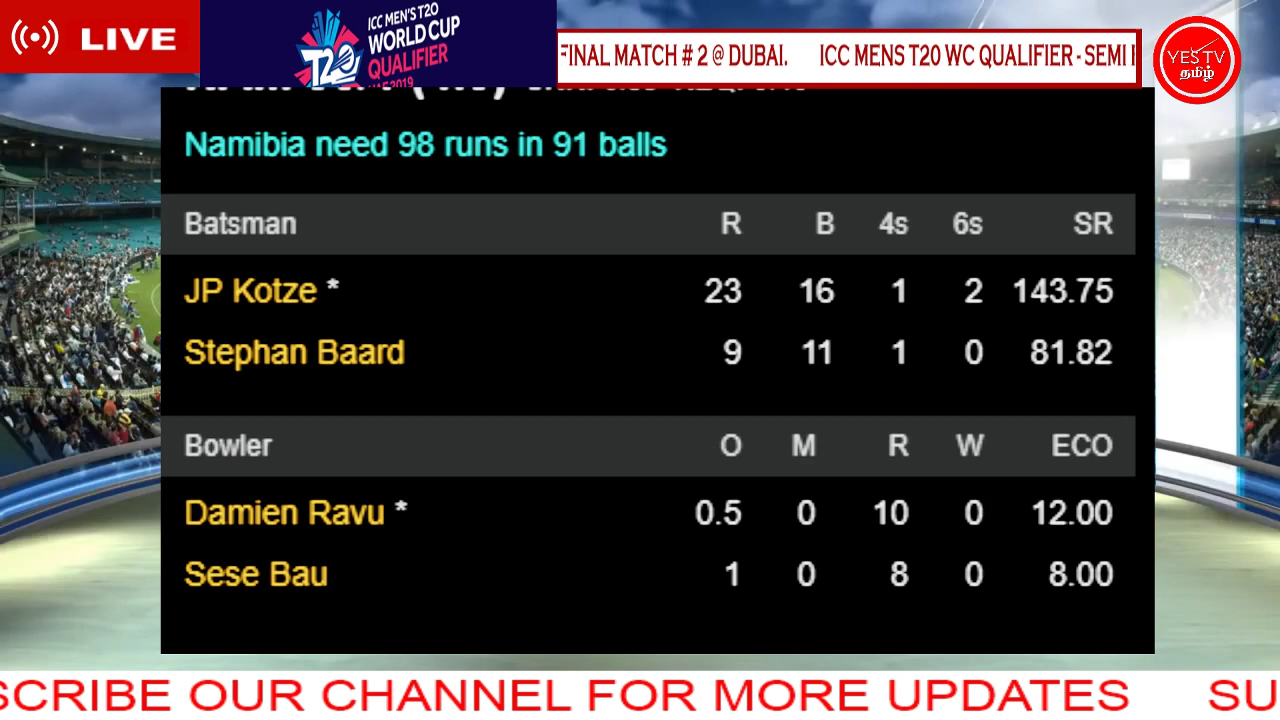 LIVE
ICC MEN'S T20
WORLD CUP
QUALIFIER
UAE 2019
T20
FINAL MATCH # 2 @ DUBAI. ICC MENS T20 WC QUALIFIER - SEMI
YES TV
தமிழ்
Namibia need 98 runs in 91 balls
Batsman R B 4s 6s SR
JP Kotze * 23 16 1 2 143.75
Stephan Baard 9 11 1 0 81.82
Bowler O M R W ECO
Damien Ravu * 0.5 0 10 0 12.00
Sese Bau 1 0 8 0 8.00
SCRIBE OUR CHANNEL FOR MORE UPDATES SU